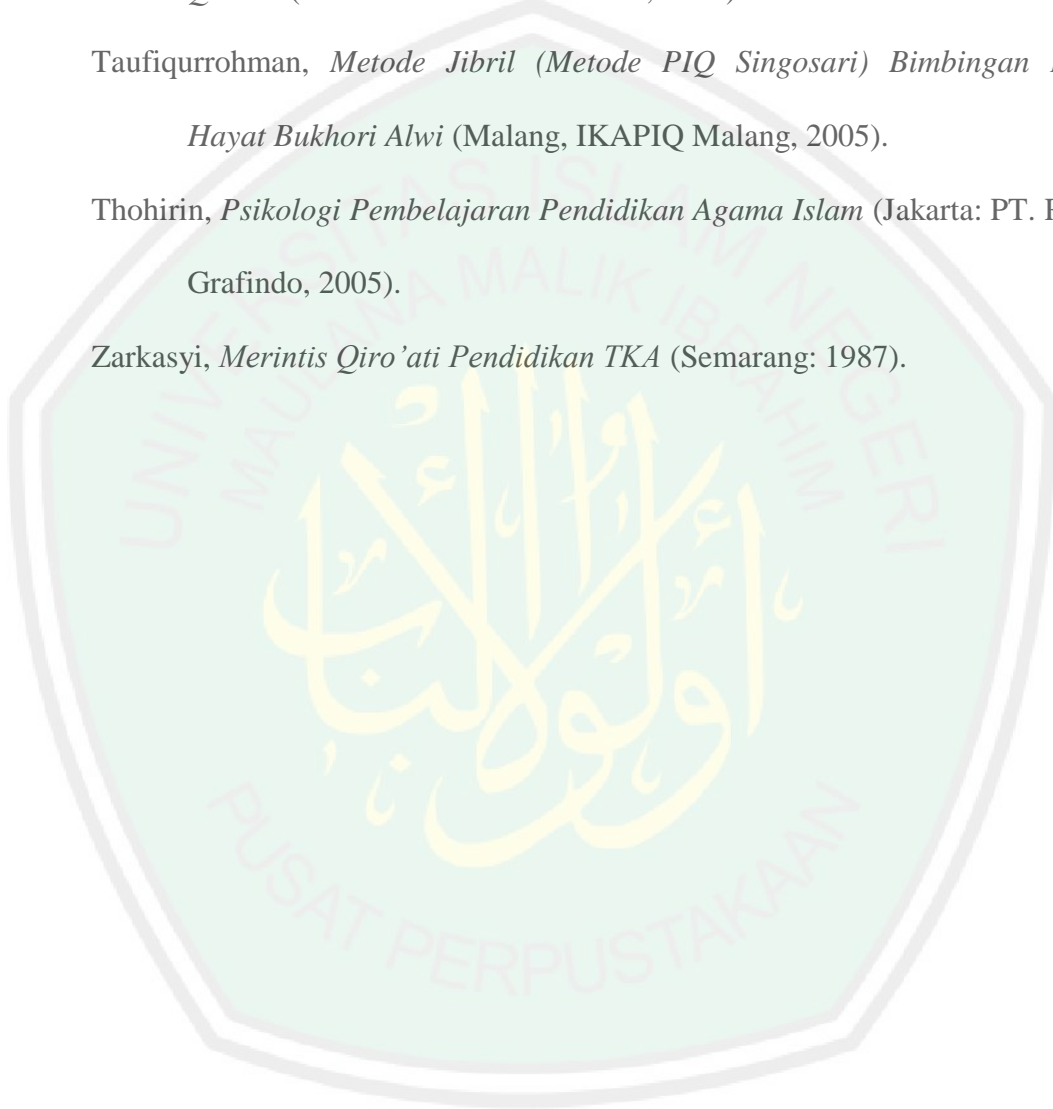 Taufiqurrohman, Metode Jibril (Metode PIQ Singosari) Bimbingan
Hayat Bukhori Alwi (Malang, IKAPIQ Malang, 2005).
Thohirin, Psikologi Pembelajaran Pendidikan Agama Islam (Jakarta: PT.
Grafindo, 2005).
Zarkasyi, Merintis Qiro’ati Pendidikan TKA (Semarang: 1987).
UNIVERSITAS ISLAM NEGERI
MAULANA MALIK IBRAHIM
PUSAT PERPUSTAKAAN